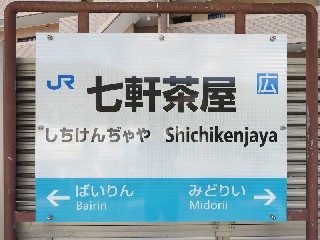 JR 七軒茶屋 広
しちけんぢゃや Shichikenjaya
← ばいりん みどりい →
Bairin Midorii